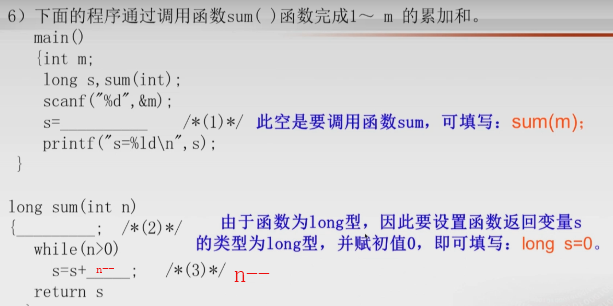 6）下面的程序通过调用函数sum( )函数完成1～ m 的累加和。
main()
{int m;
long s,sum(int);
scanf("%d",&m);
s=__________ /*(1)*/ 此空是要调用函数sum，可填写：sum(m);
printf("s=%ld\n",s);
}
long sum(int n)
{_________; /*(2)*/ 由于函数为long型，因此要设置函数返回变量s
的类型为long型，并赋初值0，即可填写：long s=0。
while(n>0)
s=s+_n--____; /*(3)*/ n--
return s